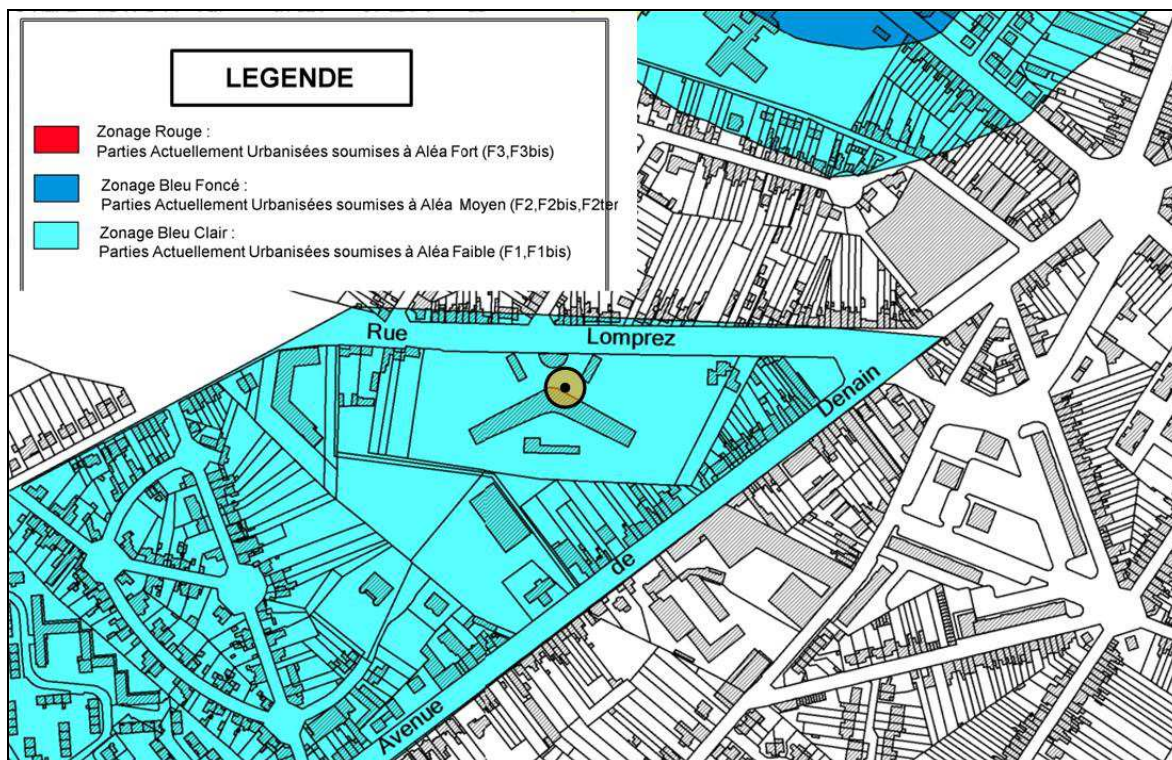 LEGENDE
Zonage Rouge :
Parties Actuellement Urbanisées soumises à Aléa Fort (F3,F3bis)
Zonage Bleu Foncé :
Parties Actuellement Urbanisées soumises à Aléa Moyen (F2,F2bis,F2ter
Zonage Bleu Clair :
Parties Actuellement Urbanisées soumises à Aléa Faible (F1,F1bis)
Rue Lomprez
Avenue de Denain